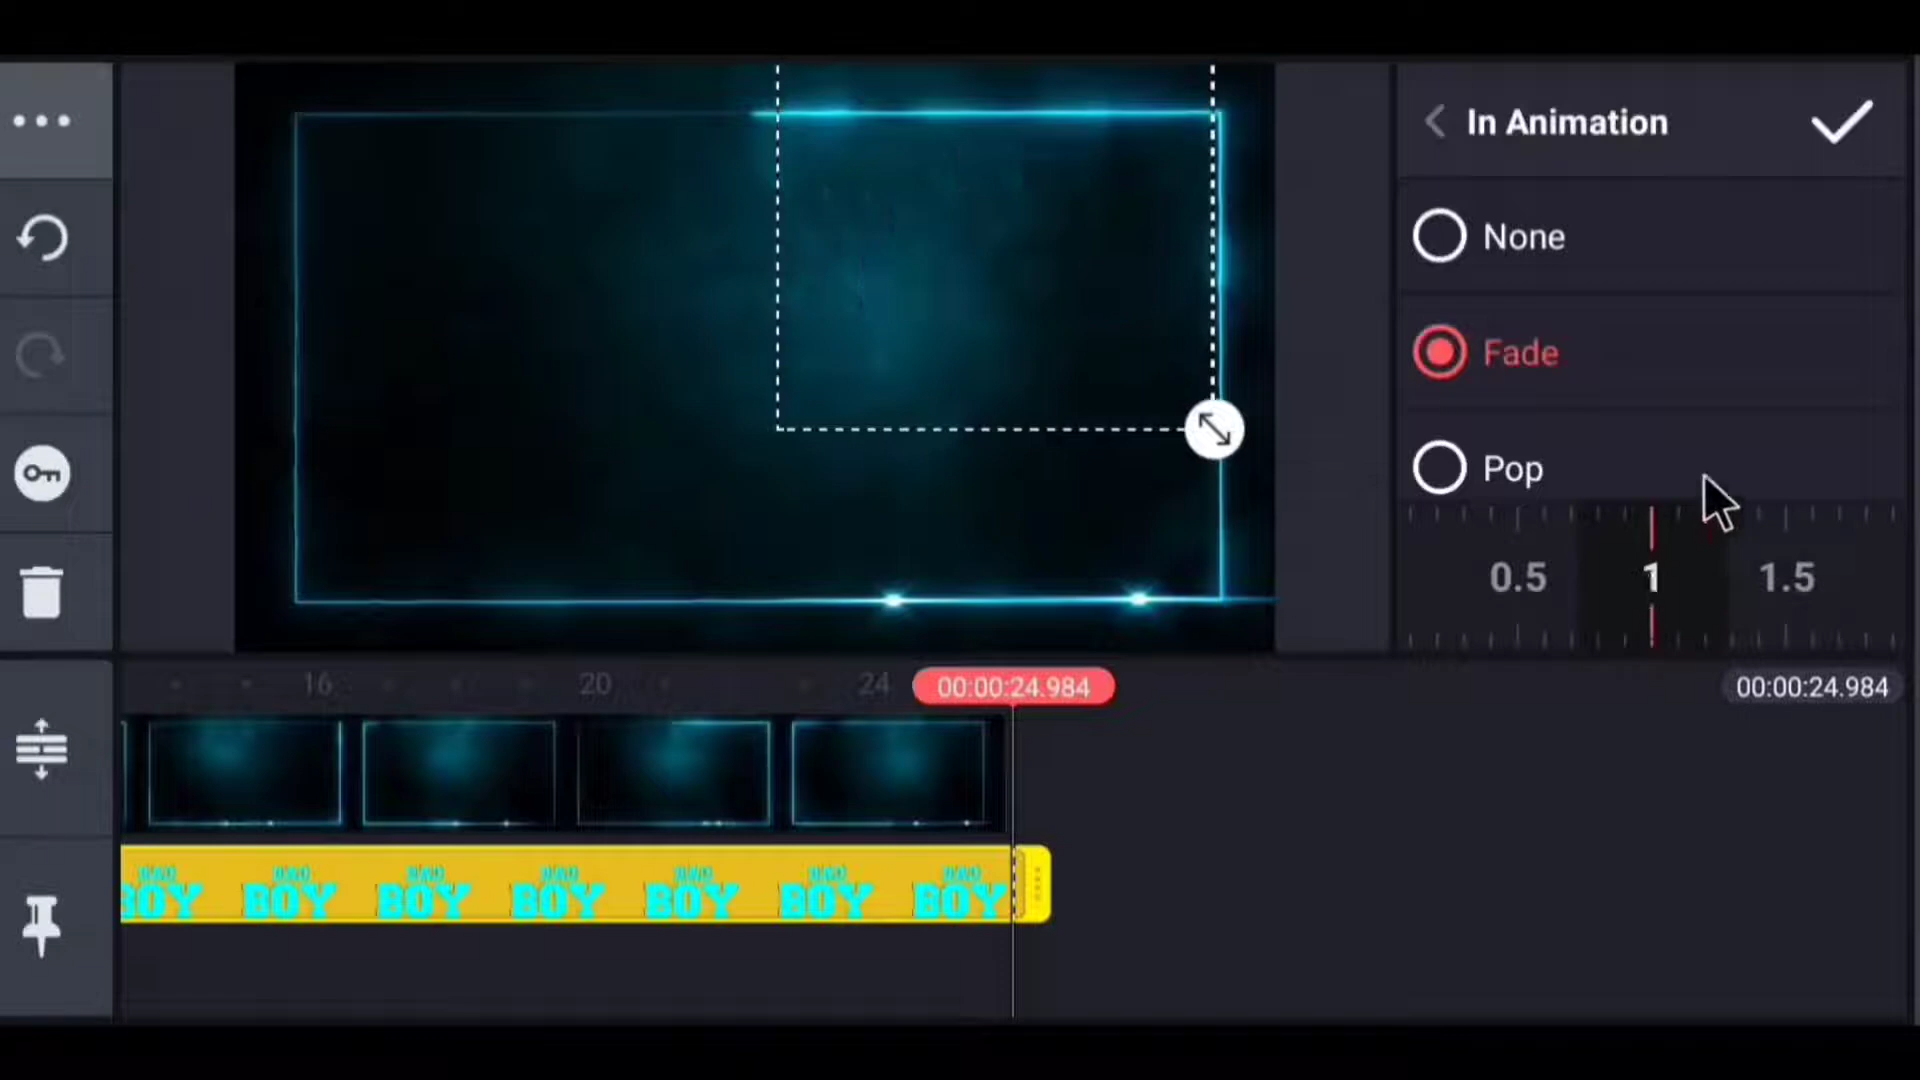 In Animation
None
Fade
Pop
0.5 1 1.5
16 20 24 00:00:24.984 00:00:24.984
BOY BOY BOY BOY BOY BOY BOY